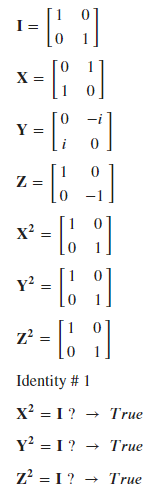 I = [1 0; 0 1]
X = [0 1; 1 0]
Y = [0 -i; i 0]
Z = [1 0; 0 -1]
X² = [1 0; 0 1]
Y² = [1 0; 0 1]
Z² = [1 0; 0 1]
Identity # 1
X² = I ? → True
Y² = I ? → True
Z² = I ? → True